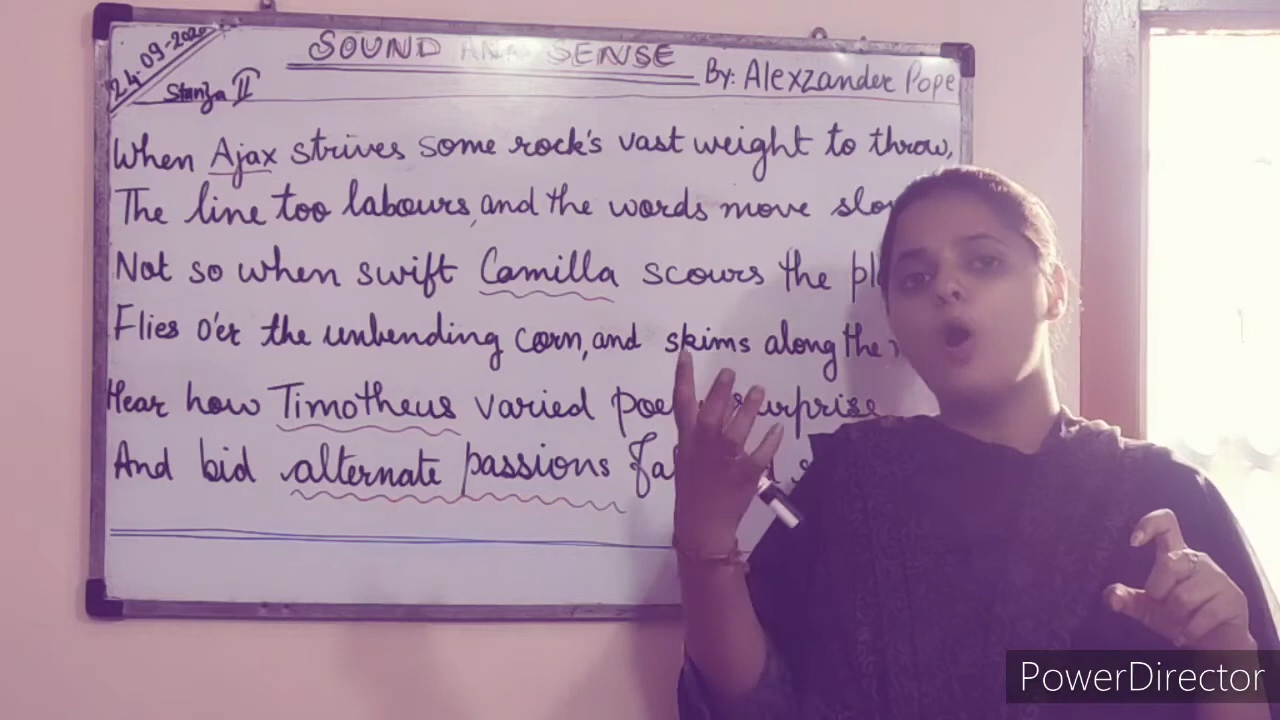 24-09-2020
SOUND AND SENSE
By: Alexzander Pope
Stanza II
When Ajax strives some rock's vast weight to throw,
The line too labours, and the words move
Not so when swift Camilla scours the
Flies o'er the unbending corn, and skims along the
Hear how Timotheus varied surprise
And bid alternate passions
PowerDirector